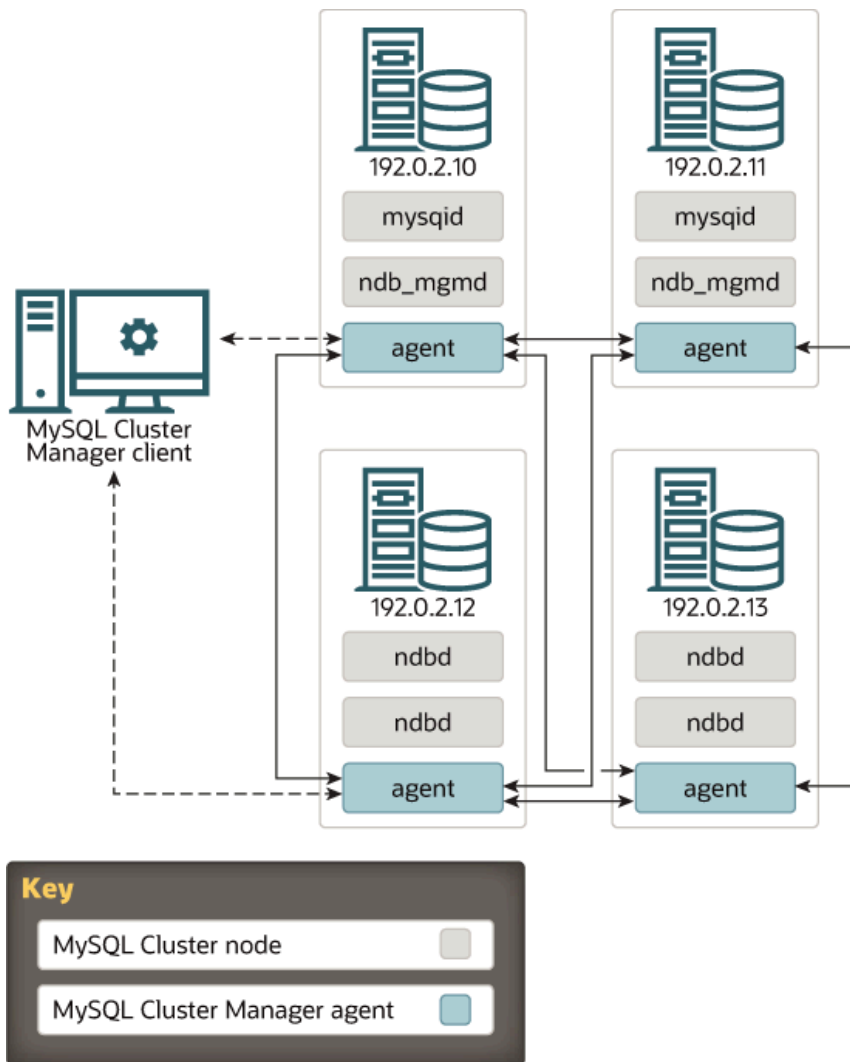 192.0.2.10
mysqid
ndb_mgmd
agent
192.0.2.11
mysqid
ndb_mgmd
agent
MySQL Cluster
Manager client
192.0.2.12
ndbd
ndbd
agent
192.0.2.13
ndbd
ndbd
agent
Key
MySQL Cluster node
MySQL Cluster Manager agent